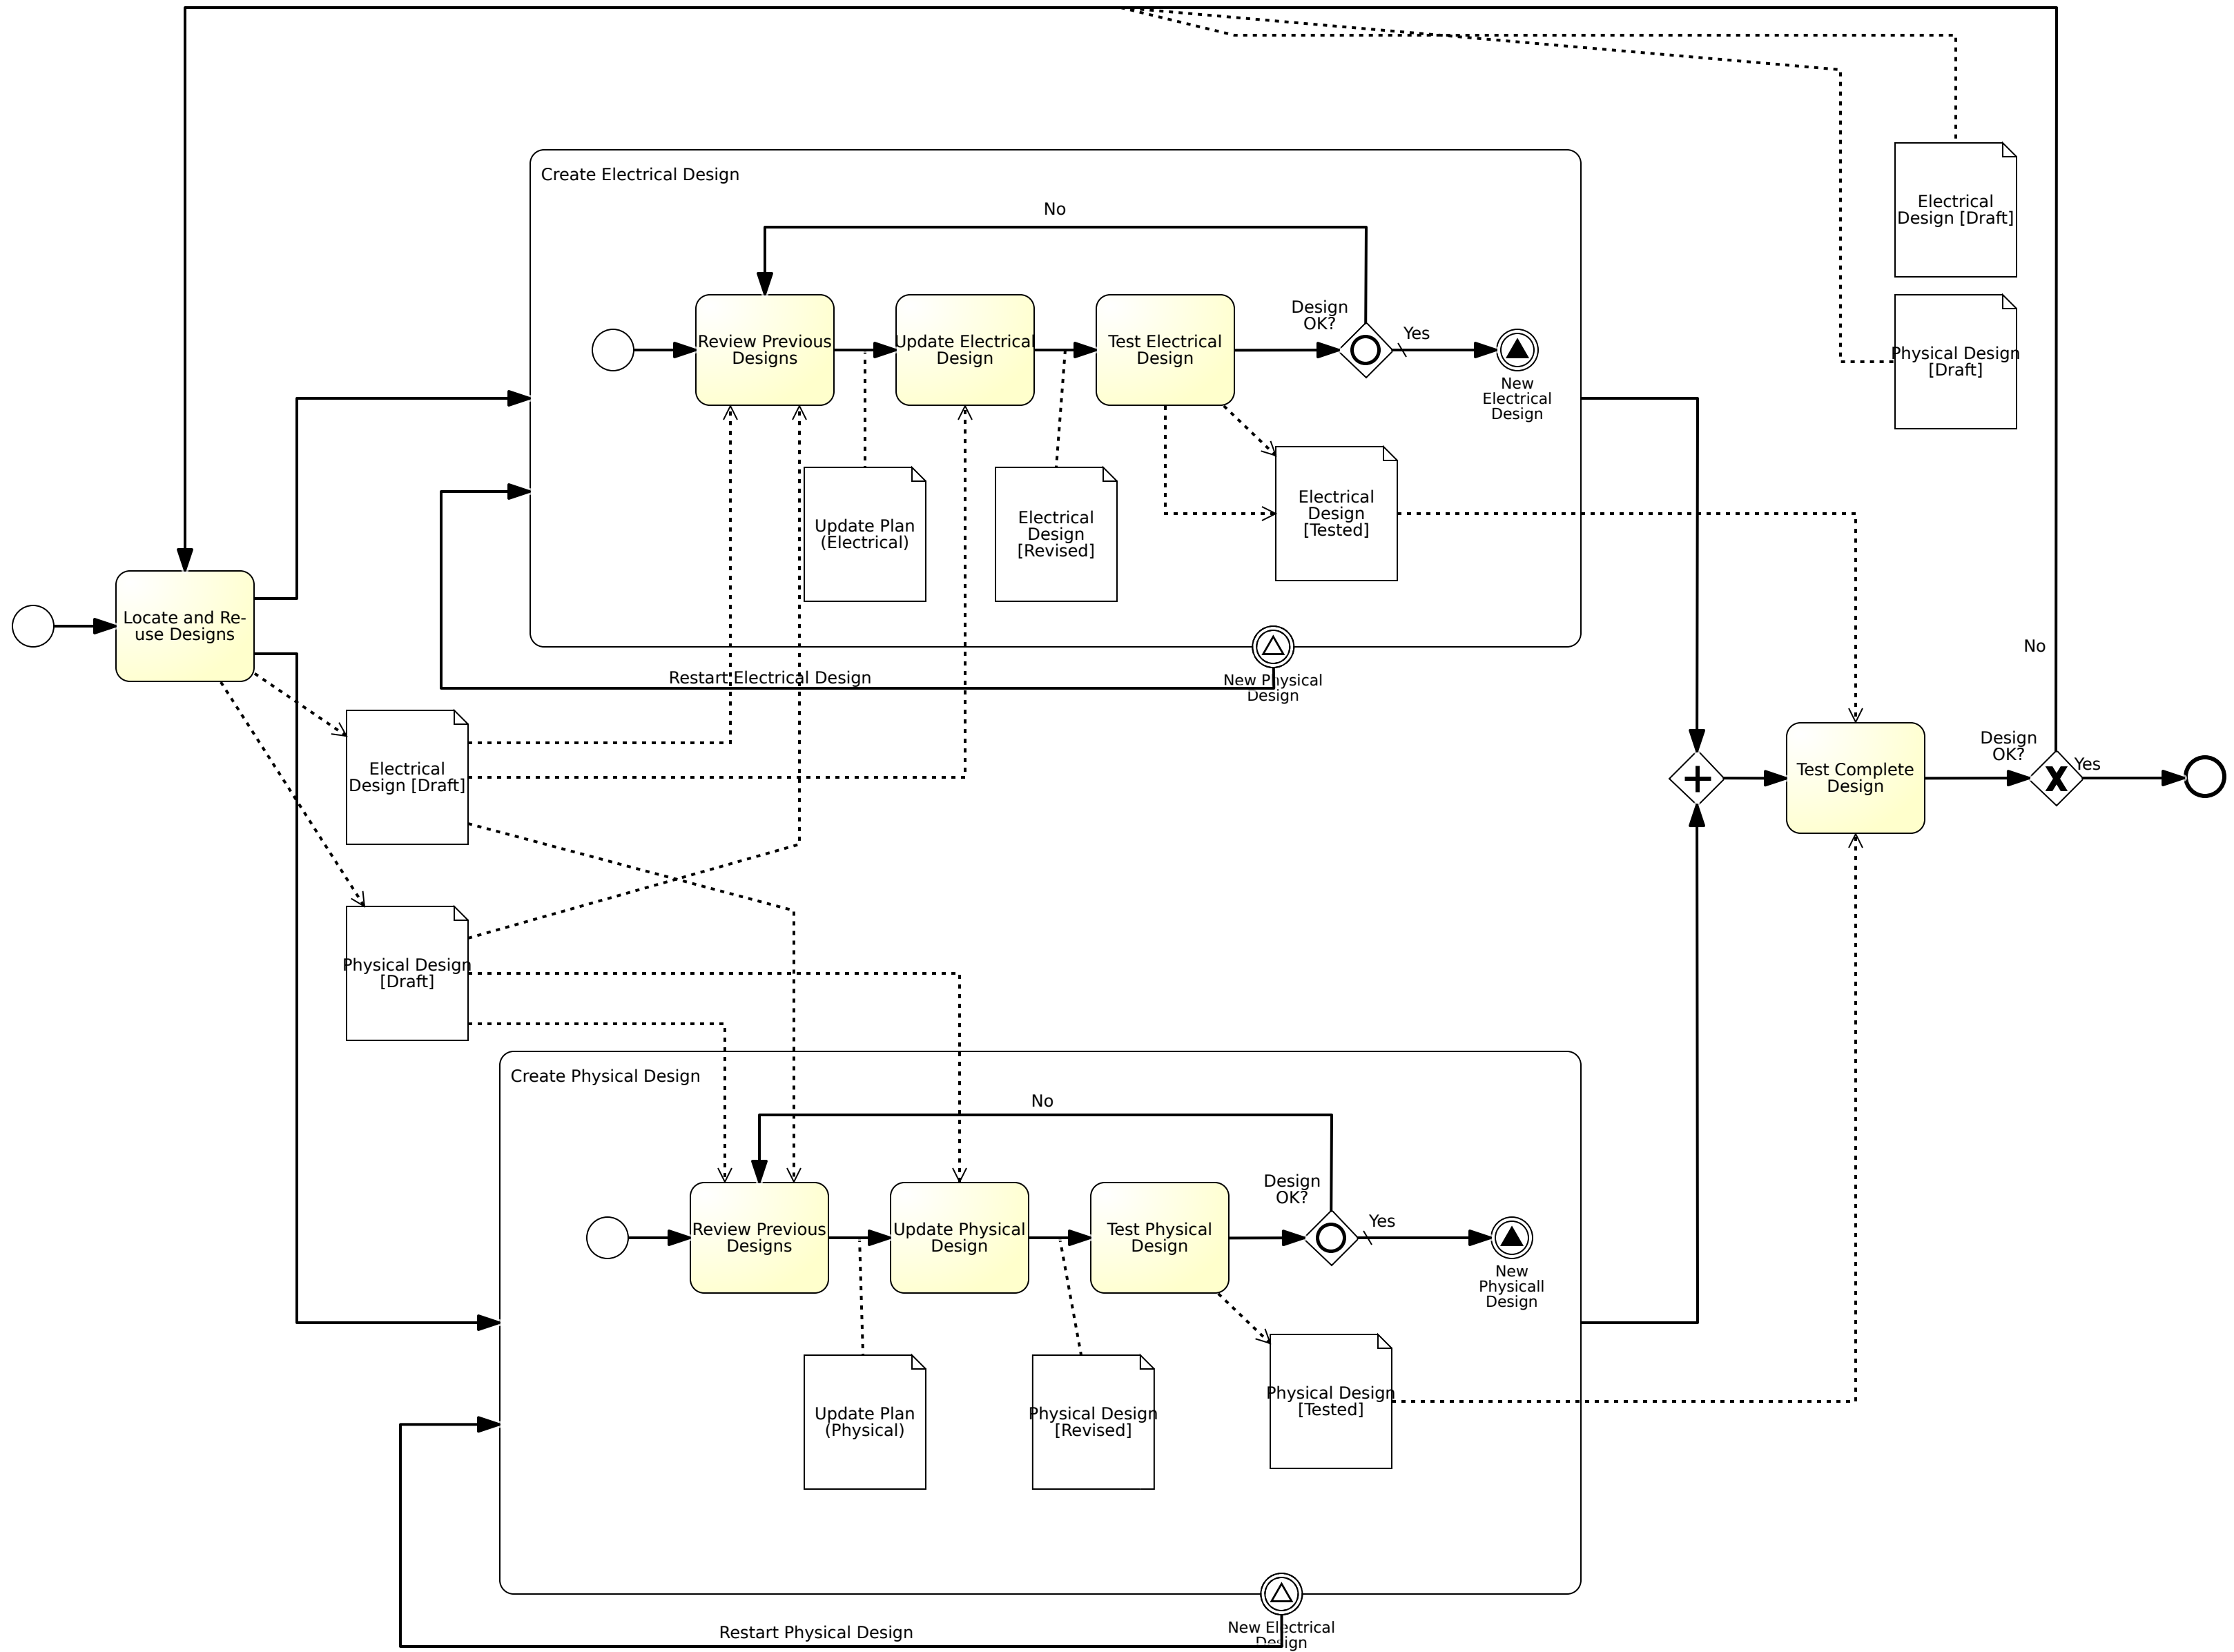 Electrical
Design [Draft]
Create Electrical Design
No
Design
OK?
Yes
Review Previous
Designs
Update Electrical
Design
Test Electrical
Design
Physical Design
[Draft]
New
Electrical
Design
Update Plan
(Electrical)
Electrical
Design
[Revised]
Electrical
Design
[Tested]
Locate and Re-
use Designs
No
Restart Electrical Design
New Physical
Design
Electrical
Design [Draft]
Test Complete
Design
Design
OK?
Yes
Physical Design
[Draft]
Create Physical Design
No
Design
OK?
Yes
Review Previous
Designs
Update Physical
Design
Test Physical
Design
New
Physicall
Design
Update Plan
(Physical)
Physical Design
[Revised]
Physical Design
[Tested]
Restart Physical Design
New Electrical
Design